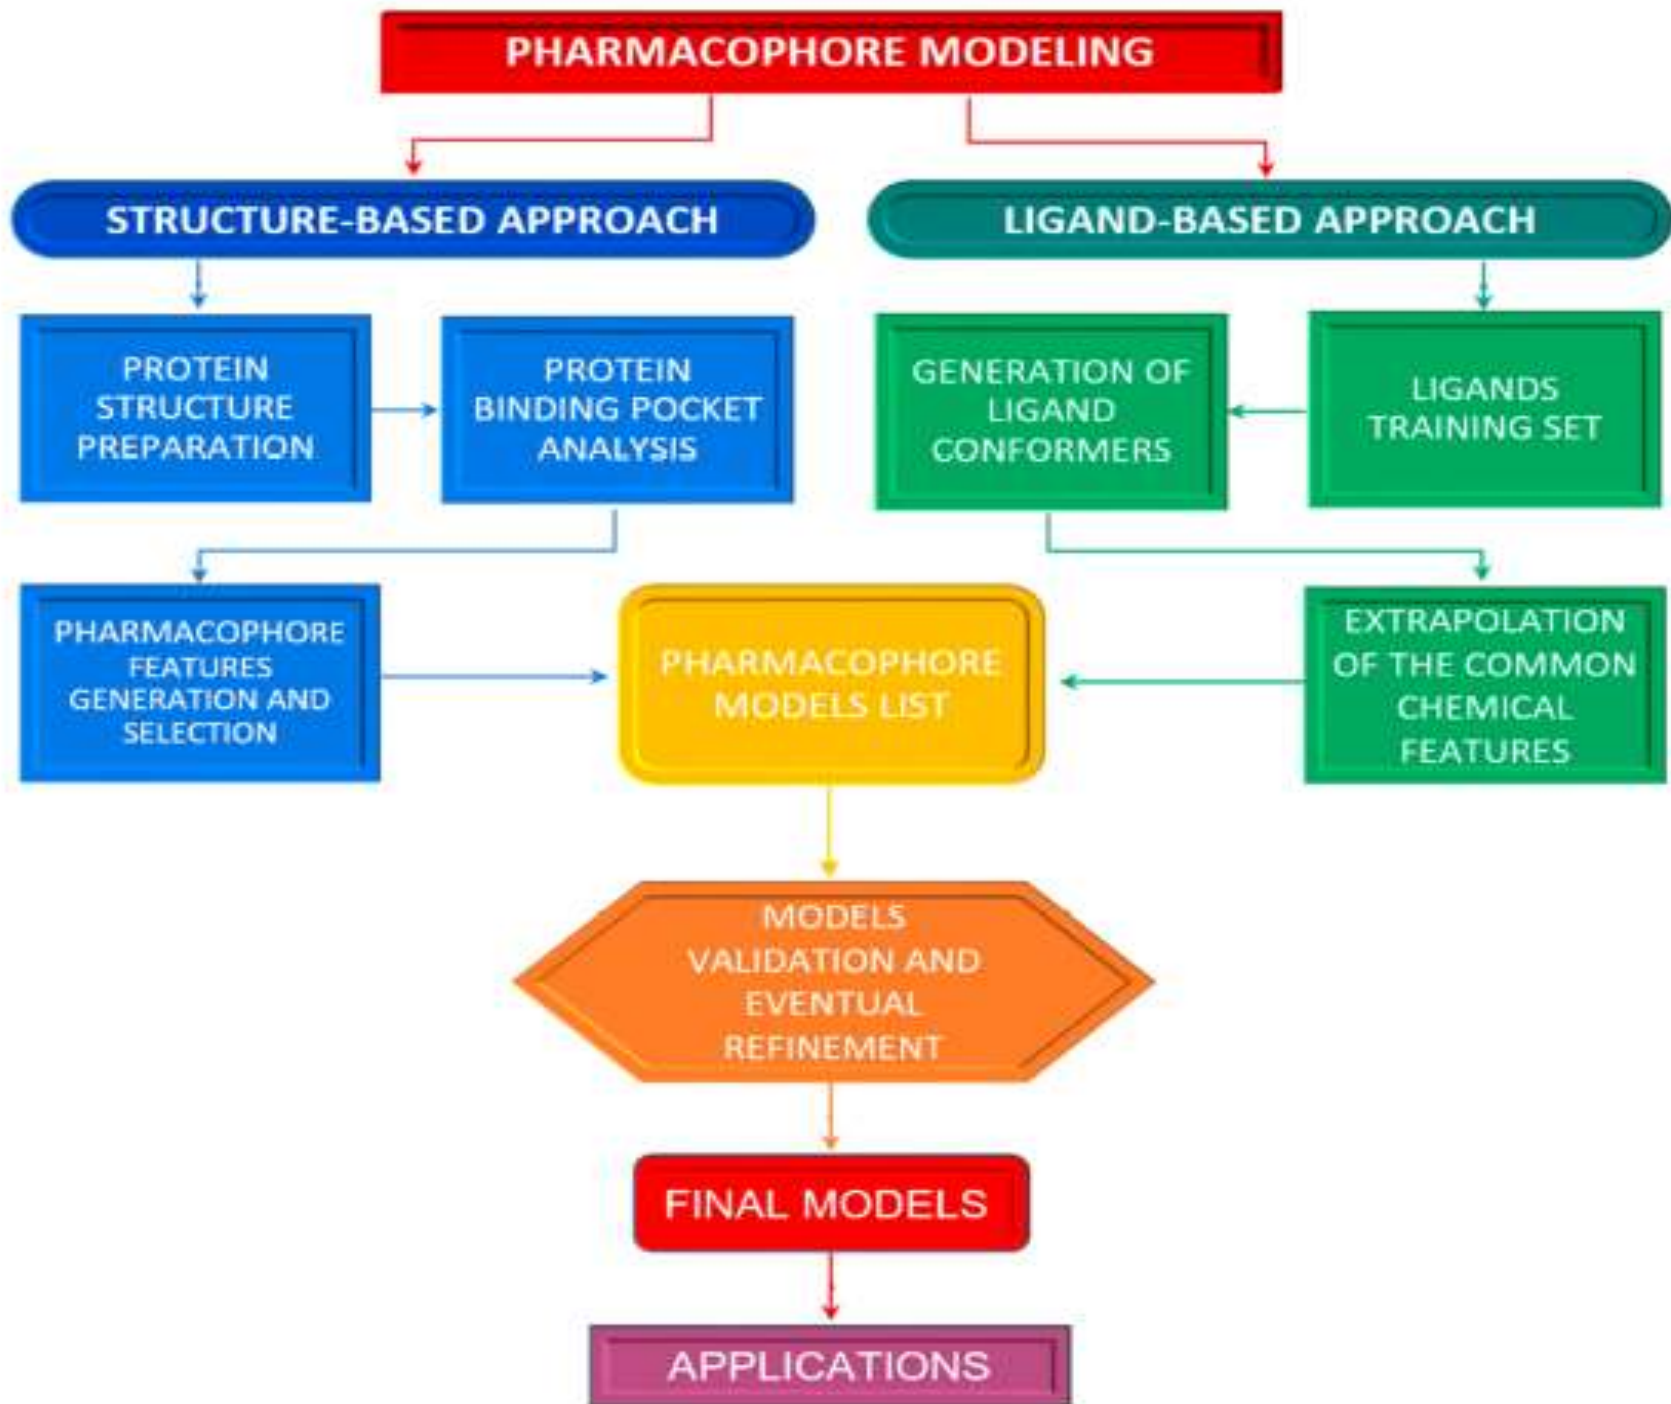 PHARMACOPHORE MODELING
STRUCTURE-BASED APPROACH
LIGAND-BASED APPROACH
PROTEIN
STRUCTURE
PREPARATION
PROTEIN
BINDING POCKET
ANALYSIS
GENERATION OF
LIGAND
CONFORMERS
LIGANDS
TRAINING SET
PHARMACOPHORE
FEATURES
GENERATION AND
SELECTION
PHARMACOPHORE
MODELS LIST
EXTRAPOLATION
OF THE COMMON
CHEMICAL
FEATURES
MODELS
VALIDATION AND
EVENTUAL
REFINEMENT
FINAL MODELS
APPLICATIONS